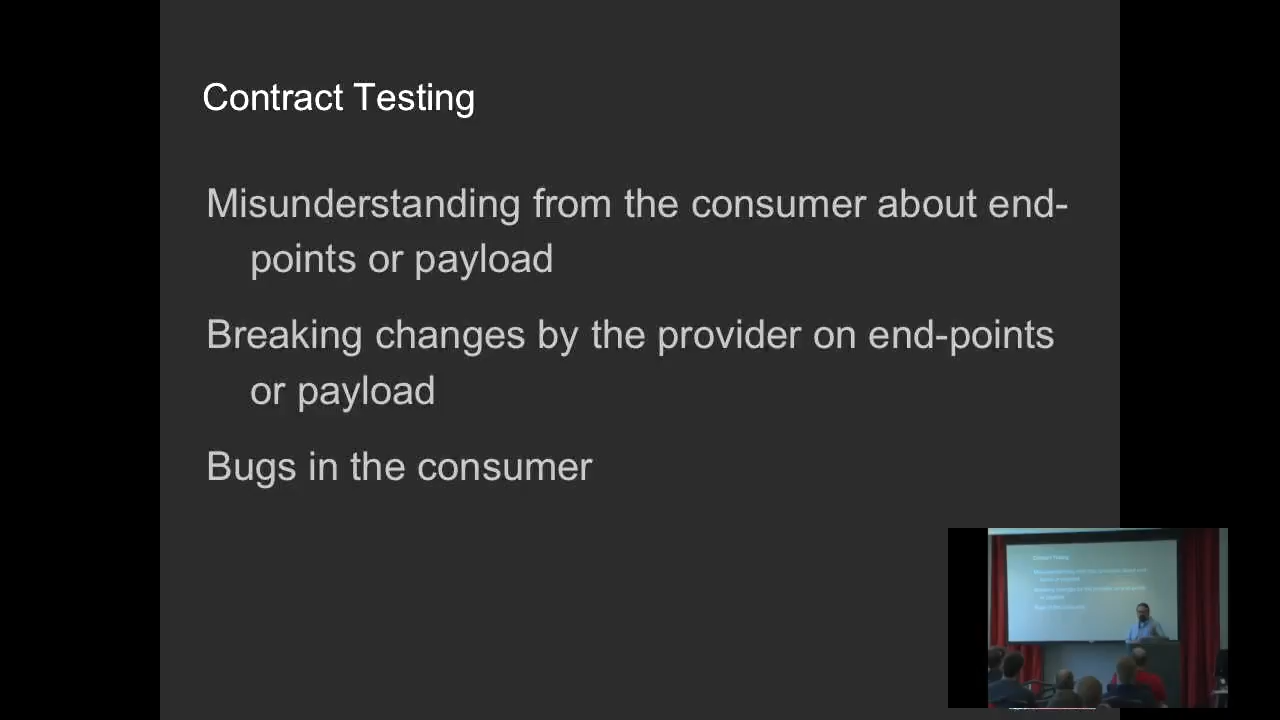 Contract Testing
Misunderstanding from the consumer about end-
points or payload
Breaking changes by the provider on end-points
or payload
Bugs in the consumer